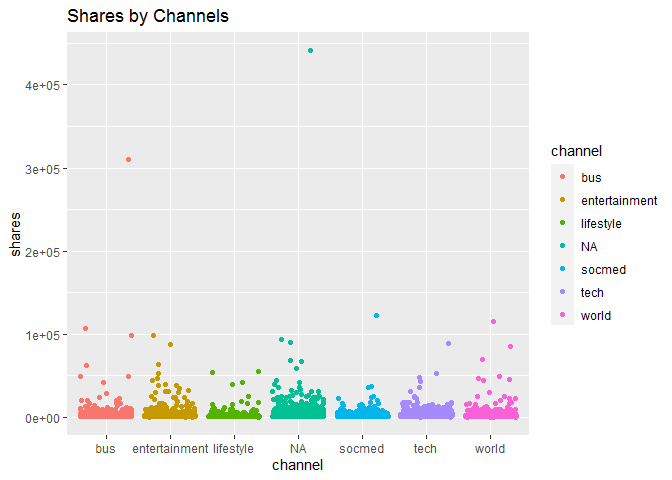 Shares by Channels
4e+05
3e+05
2e+05
1e+05
0e+00
shares
bus entertainment lifestyle NA socmed tech world
channel
channel
bus
entertainment
lifestyle
NA
socmed
tech
world